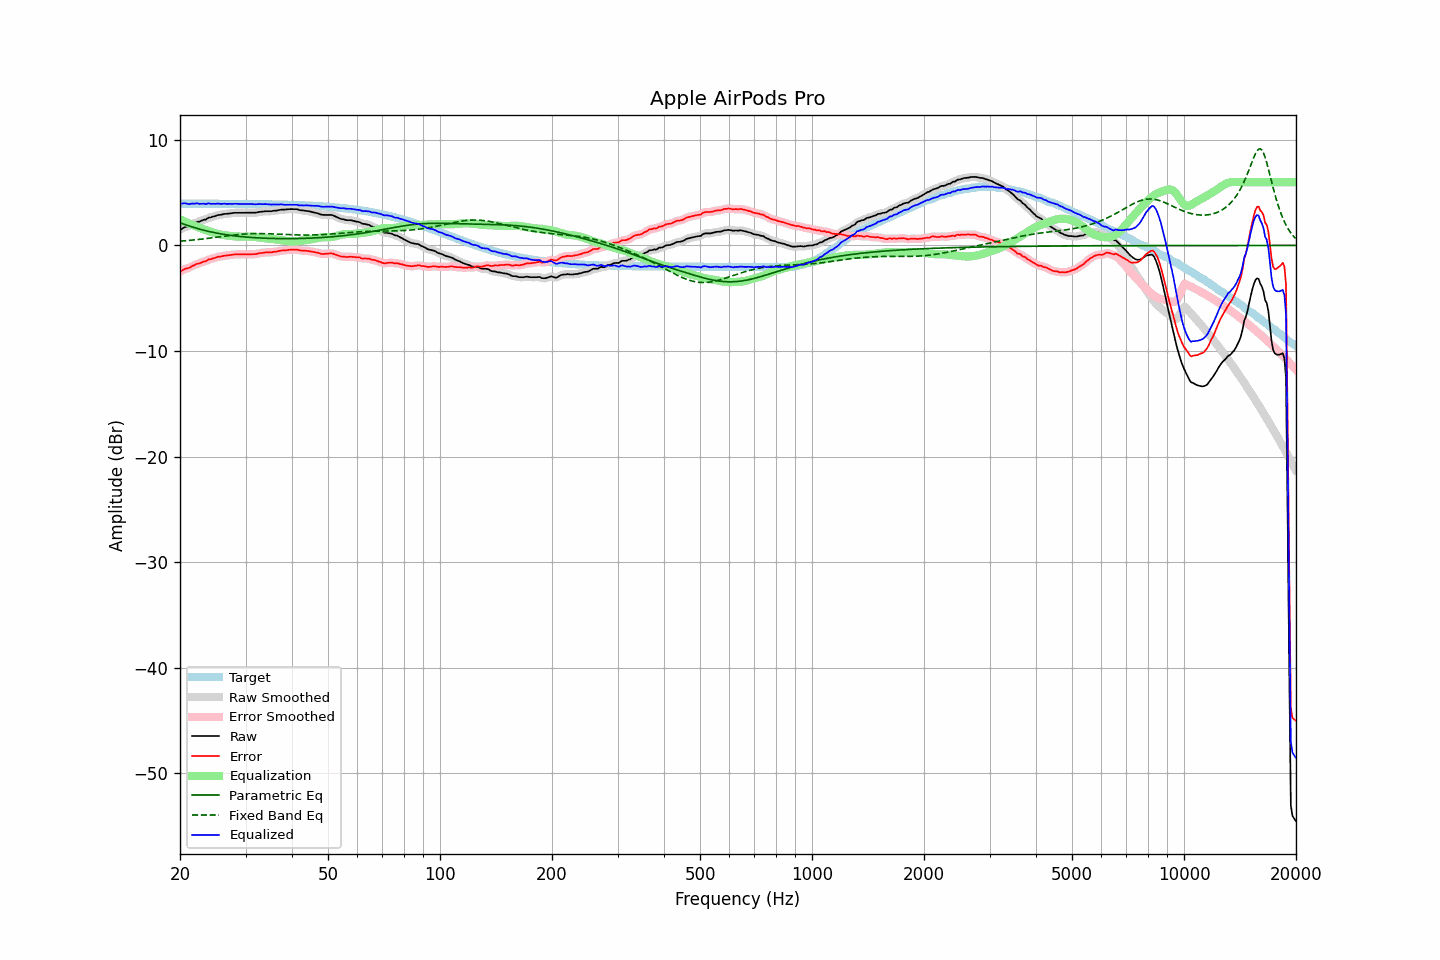 Apple AirPods Pro
10
0
−10
−20
−30
−40
−50
Amplitude (dBr)
Target
Raw Smoothed
Error Smoothed
Raw
Error
Equalization
Parametric Eq
Fixed Band Eq
Equalized
20 50 100 200 500 1000 2000 5000 10000 20000
Frequency (Hz)